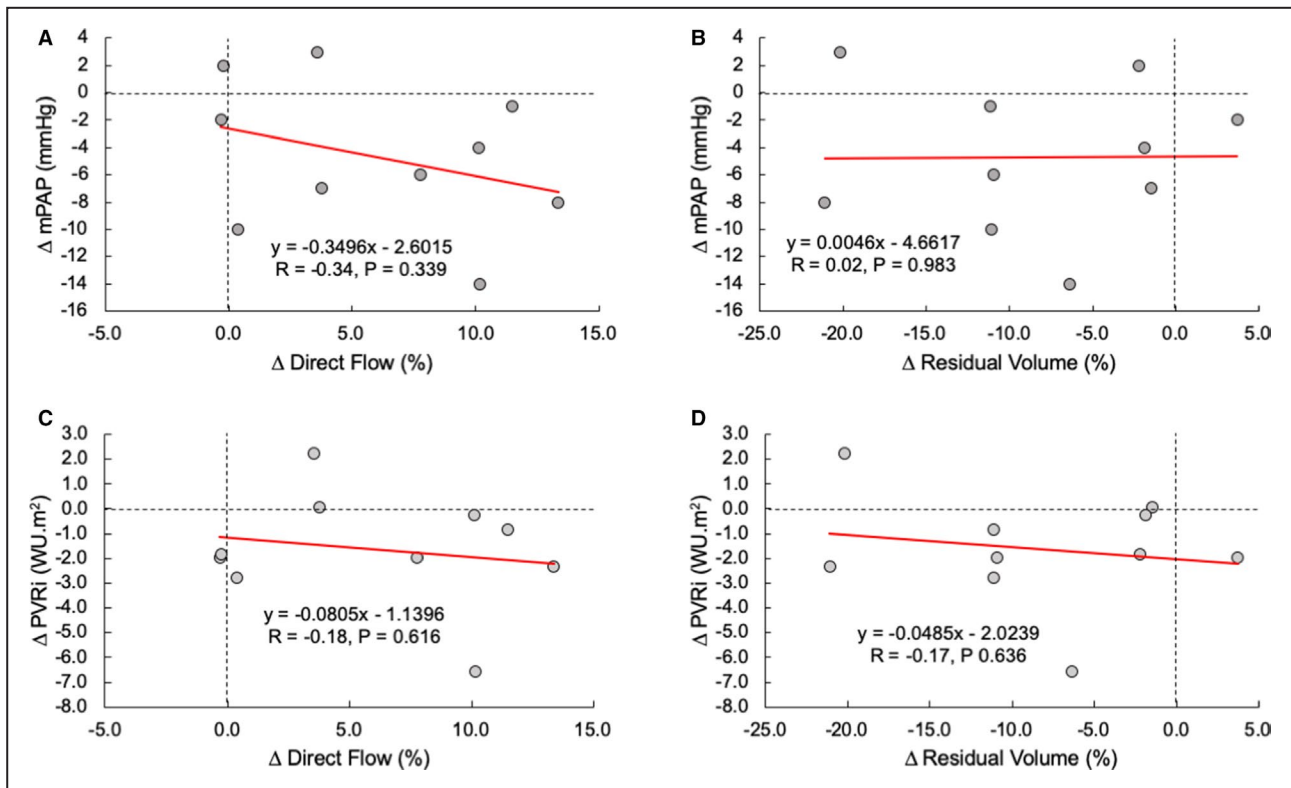 A
4
2
0
-2
-4
-6
-8
-10
-12
-14
-16
Δ mPAP (mmHg)
y = -0.3496x - 2.6015
R = -0.34, P = 0.339
-5.0 0.0 5.0 10.0 15.0
Δ Direct Flow (%)
B
4
2
0
-2
-4
-6
-8
-10
-12
-14
-16
Δ mPAP (mmHg)
y = 0.0046x - 4.6617
R = 0.02, P = 0.983
-25.0 -20.0 -15.0 -10.0 -5.0 0.0 5.0
Δ Residual Volume (%)
C
3.0
2.0
1.0
0.0
-1.0
-2.0
-3.0
-4.0
-5.0
-6.0
-7.0
-8.0
Δ PVRi (WU.m²)
y = -0.0805x - 1.1396
R = -0.18, P = 0.616
-5.0 0.0 5.0 10.0 15.0
Δ Direct Flow (%)
D
3.0
2.0
1.0
0.0
-1.0
-2.0
-3.0
-4.0
-5.0
-6.0
-7.0
-8.0
Δ PVRi (WU.m²)
y = -0.0485x - 2.0239
R = -0.17, P 0.636
-25.0 -20.0 -15.0 -10.0 -5.0 0.0 5.0
Δ Residual Volume (%)